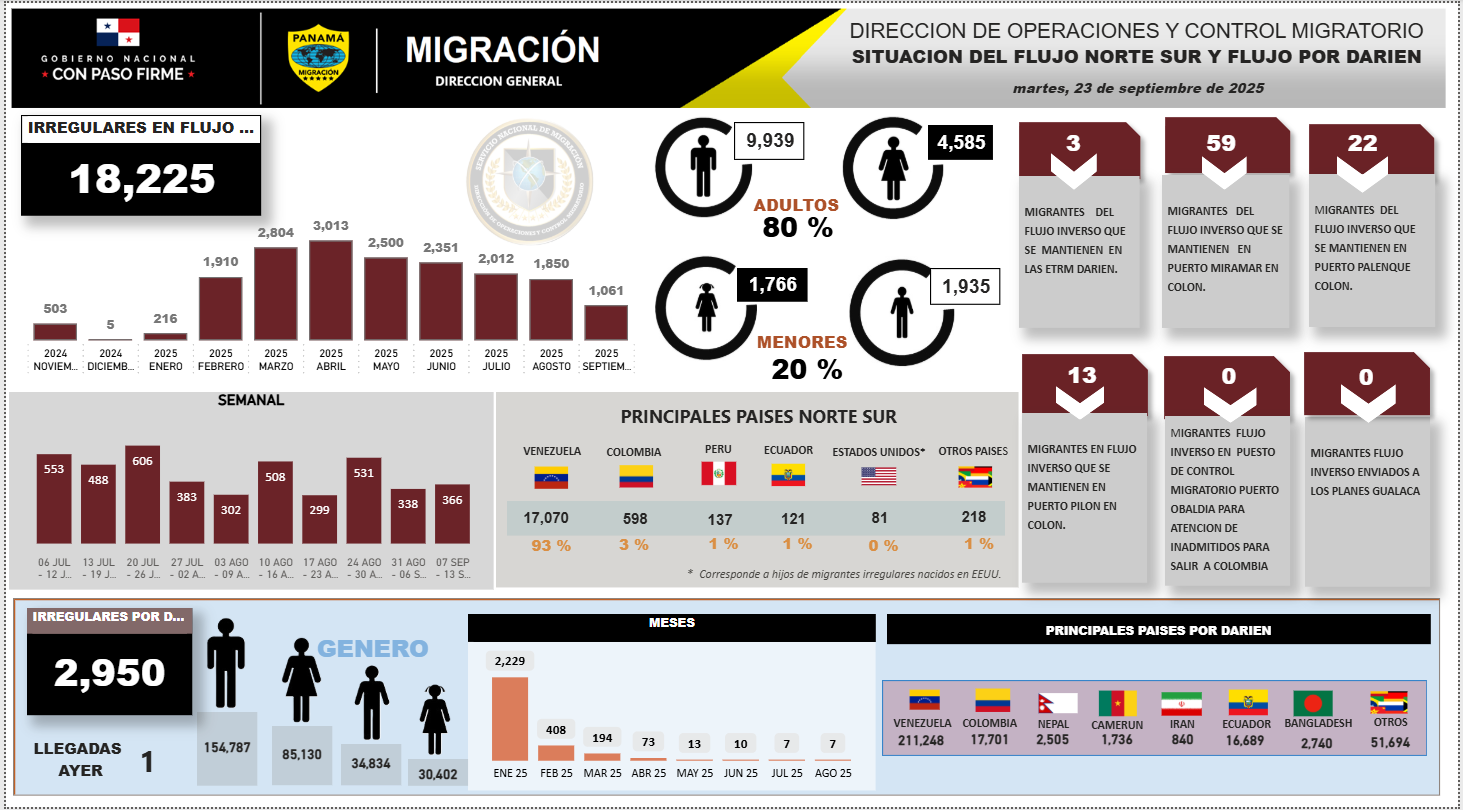 GOBIERNO NACIONAL
CON PASO FIRME
PANAMÁ
MIGRACIÓN
MIGRACIÓN
DIRECCION GENERAL
DIRECCION DE OPERACIONES Y CONTROL MIGRATORIO
SITUACION DEL FLUJO NORTE SUR Y FLUJO POR DARIEN
martes, 23 de septiembre de 2025
IRREGULARES EN FLUJO ...
18,225
SERVICIO NACIONAL DE MIGRACIÓN
DIRECCION DE OPERACIONES Y CONTROL MIGRATORIO
503
5
216
1,910
2,804
3,013
2,500
2,351
2,012
1,850
1,061
2024 NOVIEM...
2024 DICIEMB...
2025 ENERO
2025 FEBRERO
2025 MARZO
2025 ABRIL
2025 MAYO
2025 JUNIO
2025 JULIO
2025 AGOSTO
2025 SEPTIEM...
9,939
4,585
ADULTOS
80 %
1,766
1,935
MENORES
20 %
3
MIGRANTES DEL
FLUJO INVERSO QUE
SE MANTIENEN EN
LAS ETRM DARIEN.
59
MIGRANTES DEL
FLUJO INVERSO QUE SE
MANTIENEN EN
PUERTO MIRAMAR EN
COLON.
22
MIGRANTES DEL
FLUJO INVERSO QUE
SE MANTIENEN EN
PUERTO PALENQUE
COLON.
13
MIGRANTES EN FLUJO
INVERSO QUE SE
MANTIENEN EN
PUERTO PILON EN
COLON.
0
MIGRANTES FLUJO
INVERSO EN PUESTO
DE CONTROL
MIGRATORIO PUERTO
OBALDIA PARA
ATENCION DE
INADMITIDOS PARA
SALIR A COLOMBIA
0
MIGRANTES FLUJO
INVERSO ENVIADOS A
LOS PLANES GUALACA
SEMANAL
553
488
606
383
302
508
299
531
338
366
06 JUL - 12 J...
13 JUL - 19 J...
20 JUL - 26 J...
27 JUL - 02 A...
03 AGO - 09 A...
10 AGO - 16 A...
17 AGO - 23 A...
24 AGO - 30 A...
31 AGO - 06 S...
07 SEP - 13 S...
PRINCIPALES PAISES NORTE SUR
VENEZUELA COLOMBIA PERU ECUADOR ESTADOS UNIDOS* OTROS PAISES
17,070 598 137 121 81 218
93 % 3 % 1 % 1 % 0 % 1 %
* Corresponde a hijos de migrantes irregulares nacidos en EEUU.
IRREGULARES POR D...
2,950
LLEGADAS
AYER 1
GENERO
154,787
85,130
34,834
30,402
MESES
2,229
408
194
73
13
10
7
7
ENE 25 FEB 25 MAR 25 ABR 25 MAY 25 JUN 25 JUL 25 AGO 25
PRINCIPALES PAISES POR DARIEN
VENEZUELA COLOMBIA NEPAL CAMERUN IRAN ECUADOR BANGLADESH OTROS
211,248 17,701 2,505 1,736 840 16,689 2,740 51,694